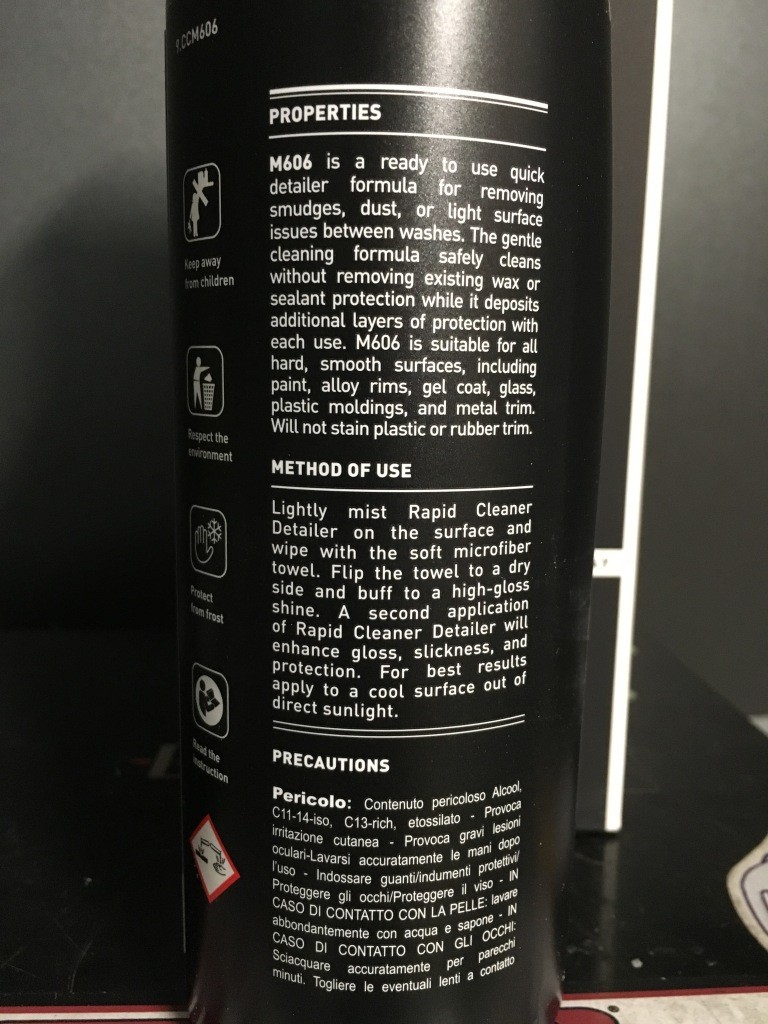 9.CCM606
PROPERTIES
M606 is a ready to use quick
detailer formula for removing
smudges, dust, or light surface
issues between washes. The gentle
cleaning formula safely cleans
without removing existing wax or
sealant protection while it deposits
additional layers of protection with
each use. M606 is suitable for all
hard, smooth surfaces, including
paint, alloy rims, gel coat, glass,
plastic moldings, and metal trim.
Will not stain plastic or rubber trim.
METHOD OF USE
Lightly mist Rapid Cleaner
Detailer on the surface and
wipe with the soft microfiber
towel. Flip the towel to a dry
side and buff to a high-gloss
shine. A second application
of Rapid Cleaner Detailer will
enhance gloss, slickness, and
protection. For best results
apply to a cool surface out of
direct sunlight.
PRECAUTIONS
Pericolo: Contenuto pericoloso Alcool,
C11-14-iso, C13-rich, etossilato - Provoca
irritazione cutanea - Provoca gravi lesioni
oculari-Lavarsi accuratamente le mani dopo
l'uso - Indossare guanti/indumenti protettivi/
Proteggere gli occhi/Proteggere il viso - IN
CASO DI CONTATTO CON LA PELLE: lavare
abbondantemente con acqua e sapone - IN
CASO DI CONTATTO CON GLI OCCHI:
Sciacquare accuratamente per parecchi
minuti. Togliere le eventuali lenti a contatto
Keep away
from children
Respect the
environment
Protect
from frost
Read the
instruction